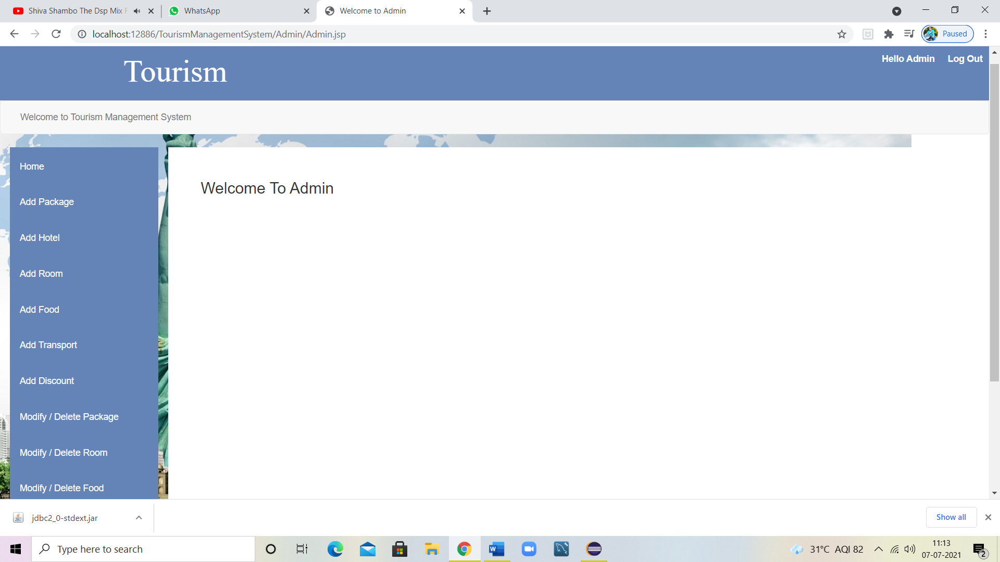 Shiva Shambo The Dsp Mix F
WhatsApp
Welcome to Admin
localhost:12886/TourismManagementSystem/Admin/Admin.jsp
Paused
Tourism
Hello Admin
Log Out
Welcome to Tourism Management System
Home
Add Package
Add Hotel
Add Room
Add Food
Add Transport
Add Discount
Modify / Delete Package
Modify / Delete Room
Modify / Delete Food
Welcome To Admin
jdbc2_0-stdext.jar
Show all
Type here to search
W
31°C AQI 82
11:13
07-07-2021
2